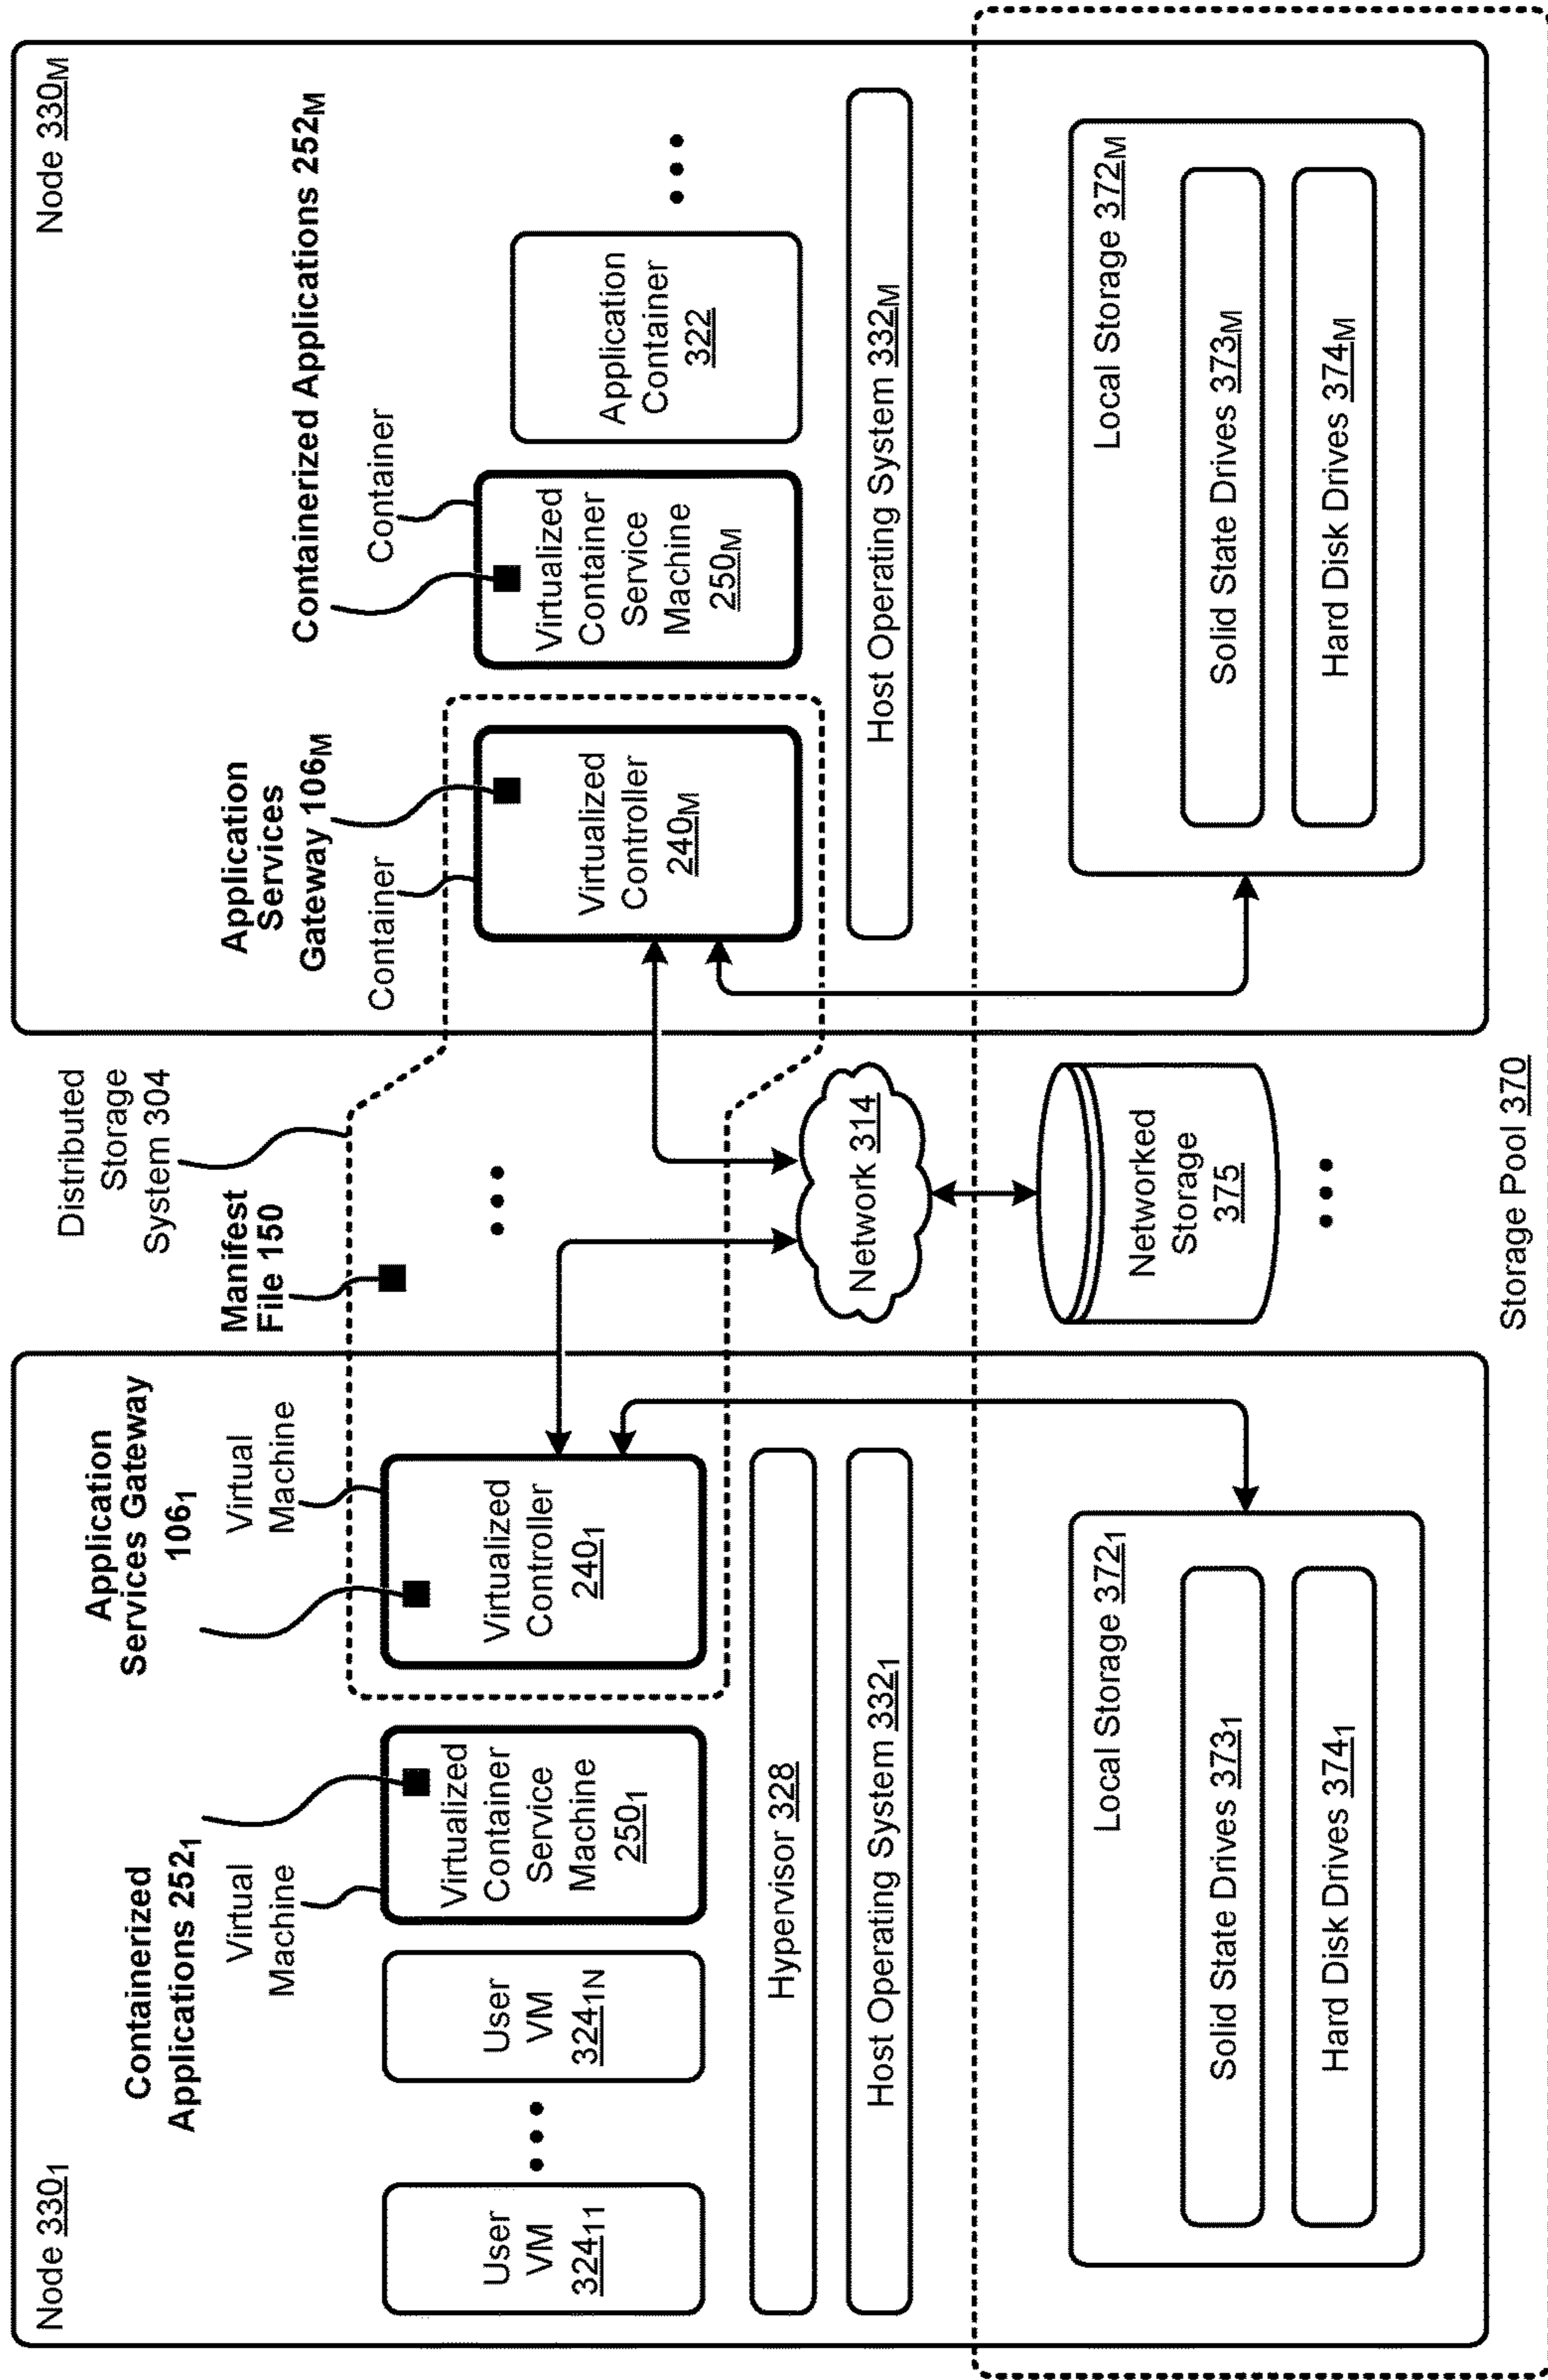 Node 330₁
Containerized
Applications 252₁
Virtual
Machine
Application
Services Gateway
106₁
Virtual
Machine
User
VM
324₁₁
User
VM
324₁N
Virtualized
Container
Service
Machine
250₁
Virtualized
Controller
240₁
Hypervisor 328
Host Operating System 332₁
Local Storage 372₁
Solid State Drives 373₁
Hard Disk Drives 374₁
Distributed
Storage
System 304
Manifest
File 150
Network 314
Networked
Storage
375
Storage Pool 370
Node 330M
Application
Services
Gateway 106M
Container
Containerized Applications 252M
Container
Virtualized
Controller
240M
Virtualized
Container
Service
Machine
250M
Application
Container
322
Host Operating System 332M
Local Storage 372M
Solid State Drives 373M
Hard Disk Drives 374M